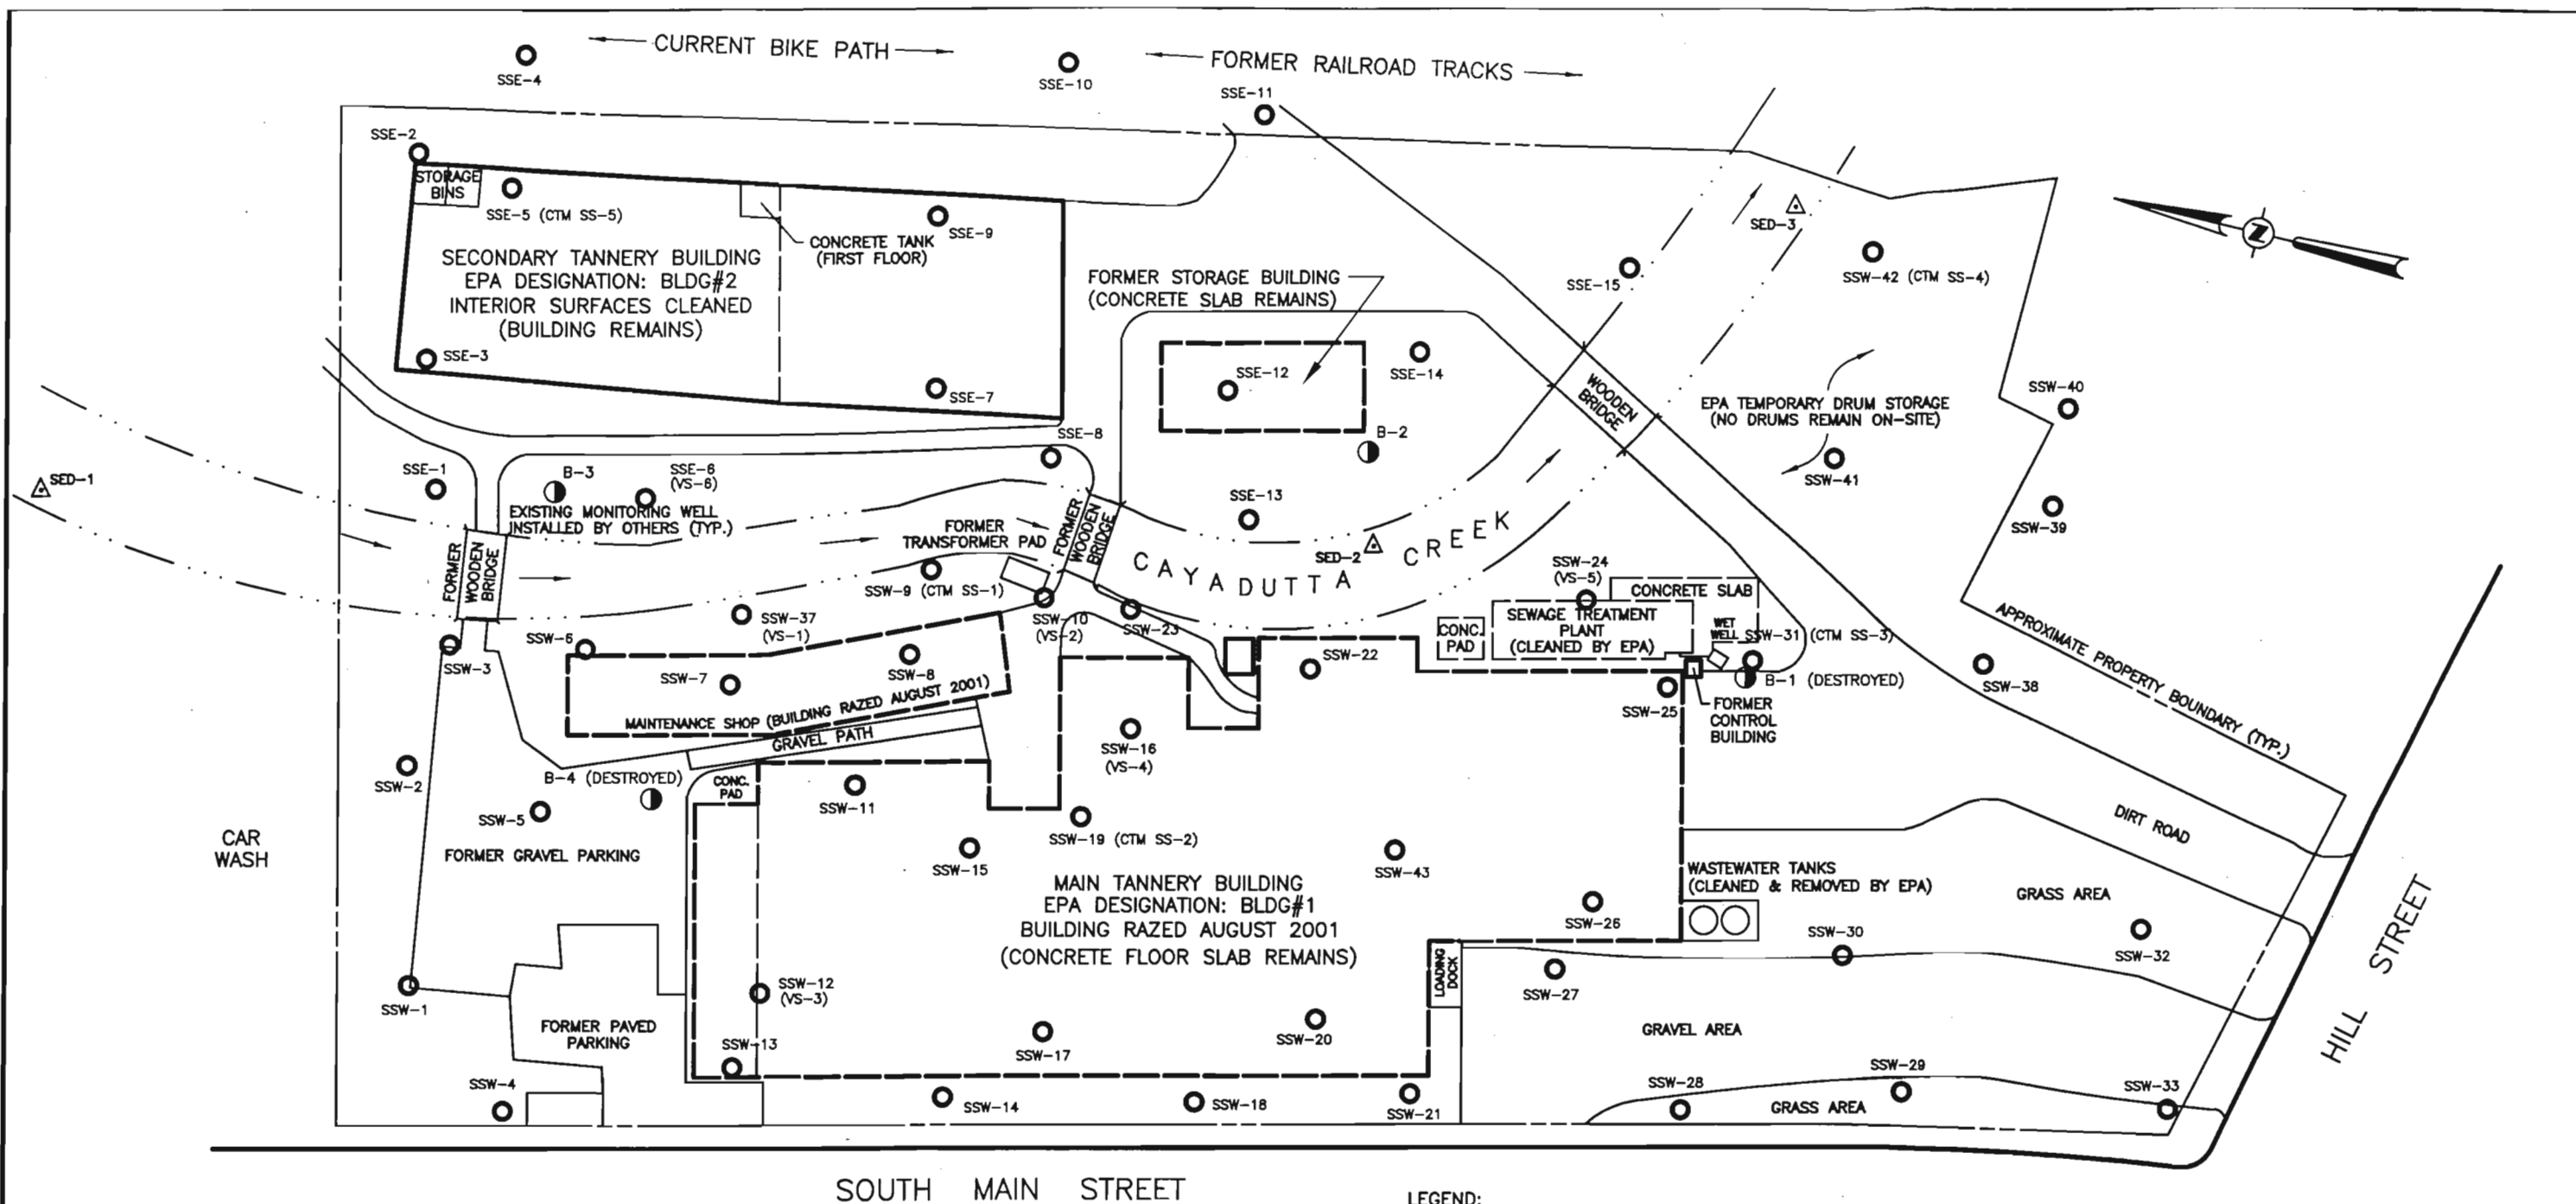 CURRENT BIKE PATH
FORMER RAILROAD TRACKS
SSE-4
SSE-10
SSE-11
SSE-2
STORAGE
BINS
SSE-5 (CTM SS-5)
SSE-9
CONCRETE TANK
(FIRST FLOOR)
SECONDARY TANNERY BUILDING
EPA DESIGNATION: BLDG#2
INTERIOR SURFACES CLEANED
(BUILDING REMAINS)
SSE-3
SSE-7
FORMER STORAGE BUILDING
(CONCRETE SLAB REMAINS)
SSE-12
SSE-14
SSE-15
SED-3
SSW-42 (CTM SS-4)
Z
WOODEN
BRIDGE
EPA TEMPORARY DRUM STORAGE
(NO DRUMS REMAIN ON-SITE)
SSW-40
SSW-41
SSW-39
SED-1
SSE-1
B-3
SSE-6
(VS-6)
SSE-8
B-2
EXISTING MONITORING WELL
INSTALLED BY OTHERS (TYP.)
FORMER
WOODEN
BRIDGE
FORMER
TRANSFORMER PAD
FORMER
WOODEN
BRIDGE
SSE-13
CAYADUTTA CREEK
SED-2
SSW-9 (CTM SS-1)
SSW-10
(VS-2)
SSW-23
SSW-24
(VS-5)
CONCRETE SLAB
SEWAGE TREATMENT
PLANT
(CLEANED BY EPA)
CONC.
PAD
WET
WELL
SSW-31 (CTM SS-3)
B-1 (DESTROYED)
SSW-38
APPROXIMATE PROPERTY BOUNDARY (TYP.)
SSW-37
(VS-1)
SSW-6
SSW-3
SSW-7
SSW-8
MAINTENANCE SHOP (BUILDING RAZED AUGUST 2001)
GRAVEL PATH
SSW-22
SSW-25
FORMER
CONTROL
BUILDING
SSW-2
B-4 (DESTROYED)
CONC.
PAD
SSW-11
SSW-16
(VS-4)
SSW-5
CAR
WASH
FORMER GRAVEL PARKING
SSW-15
SSW-19 (CTM SS-2)
SSW-43
DIRT ROAD
WASTEWATER TANKS
(CLEANED & REMOVED BY EPA)
GRASS AREA
MAIN TANNERY BUILDING
EPA DESIGNATION: BLDG#1
BUILDING RAZED AUGUST 2001
(CONCRETE FLOOR SLAB REMAINS)
SSW-26
SSW-30
SSW-32
LOADING
DOCK
SSW-27
SSW-1
SSW-12
(VS-3)
FORMER PAVED
PARKING
SSW-13
SSW-17
SSW-20
GRAVEL AREA
HILL STREET
SSW-4
SSW-14
SSW-18
SSW-21
SSW-28
SSW-29
SSW-33
GRASS AREA
SOUTH MAIN STREET
LEGEND: